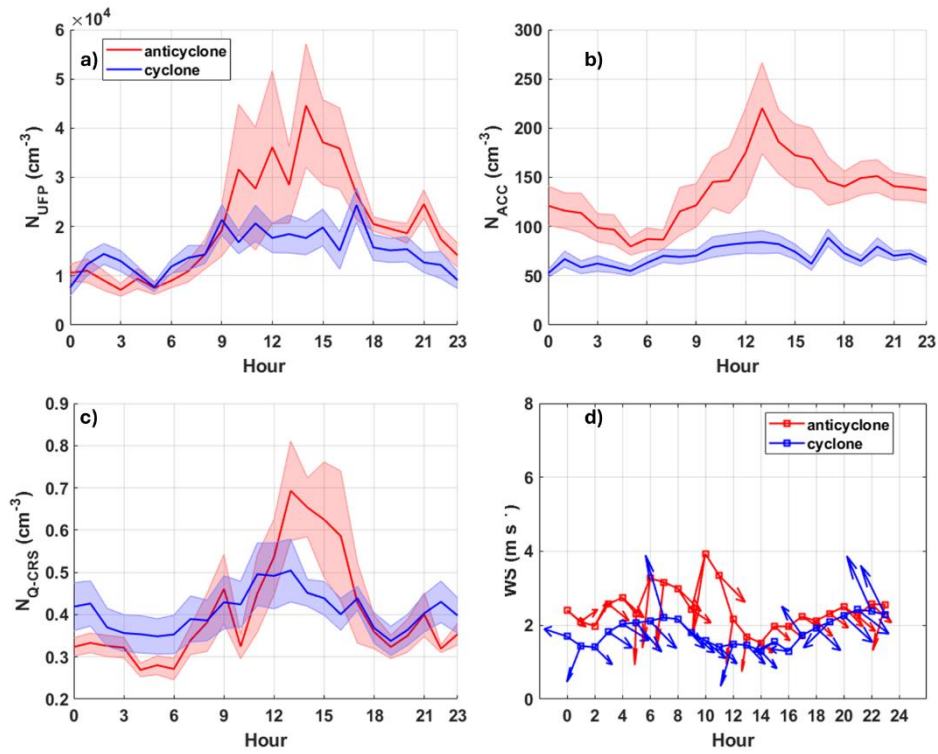 ×10⁴
a)
anticyclone
cyclone
N_UFP (cm⁻³)
6
5
4
3
2
1
0
0 3 6 9 12 15 18 21 23
Hour
b)
N_ACC (cm⁻³)
300
250
200
150
100
50
0
0 3 6 9 12 15 18 21 23
Hour
c)
N_Q-CRS (cm⁻³)
0.9
0.8
0.7
0.6
0.5
0.4
0.3
0.2
0 3 6 9 12 15 18 21 23
Hour
d)
anticyclone
cyclone
WS (m s
8
6
4
2
0
0 2 4 6 8 10 12 14 16 18 20 22 24
Hour